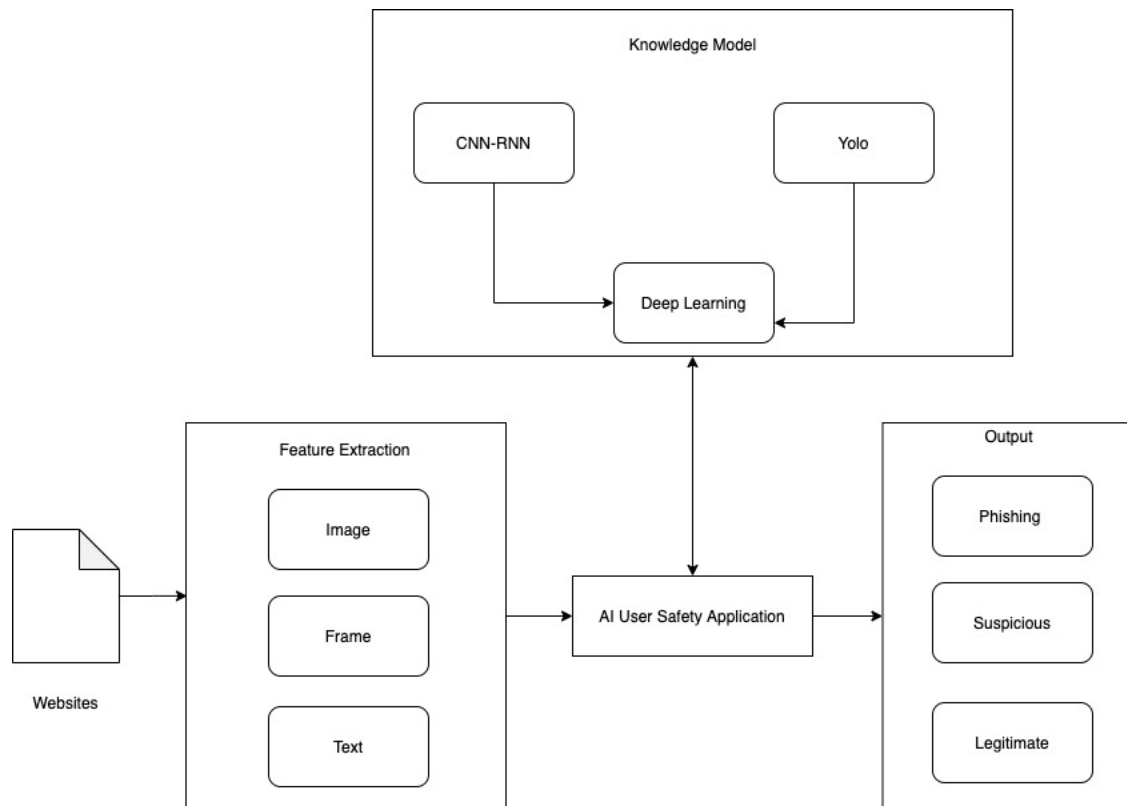 Knowledge Model
CNN-RNN
Yolo
Deep Learning
Feature Extraction
Image
Frame
Text
Websites
AI User Safety Application
Output
Phishing
Suspicious
Legitimate